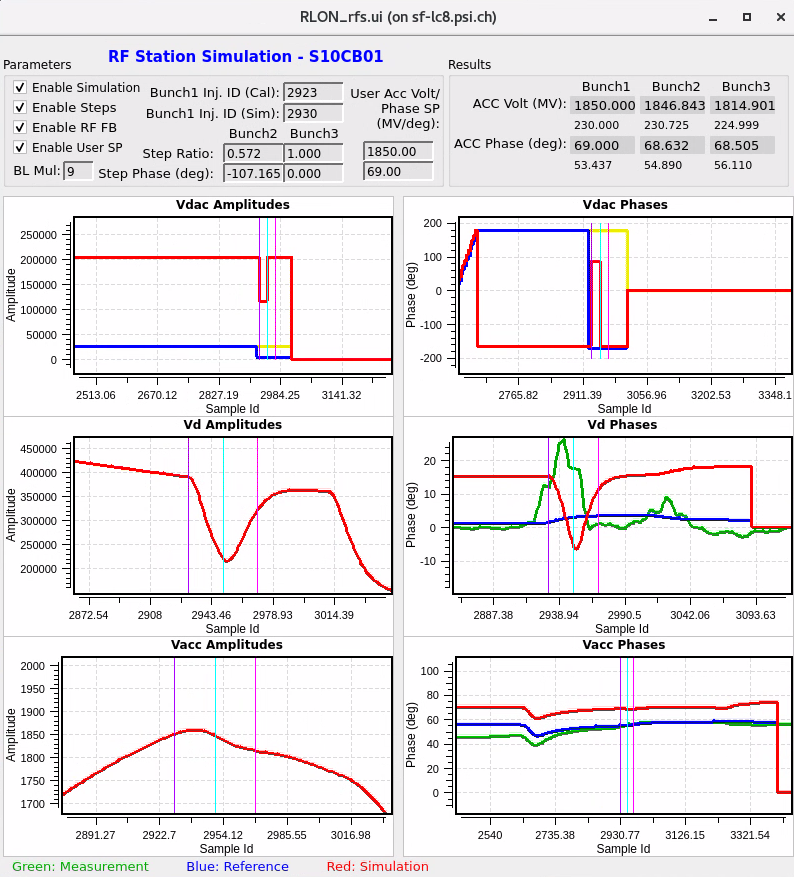 RLON_rfs.ui (on sf-lc8.psi.ch)
RF Station Simulation - S10CB01
Parameters
Enable Simulation
Enable Steps
Enable RF FB
Enable User SP
BL Mul: 9
Bunch1 Inj. ID (Cal): 2923
Bunch1 Inj. ID (Sim): 2930
Bunch2 Bunch3
Step Ratio: 0.572 1.000
Step Phase (deg): -107.165 0.000
User Acc Volt/
Phase SP
(MV/deg):
1850.00
69.00
Results
Bunch1 Bunch2 Bunch3
ACC Volt (MV): 1850.000 1846.843 1814.901
230.000 230.725 224.999
ACC Phase (deg): 69.000 68.632 68.505
53.437 54.890 56.110
Vdac Amplitudes
Amplitude
250000
200000
150000
100000
50000
0
2513.06 2670.12 2827.19 2984.25 3141.32
Sample Id
Vdac Phases
Phase (deg)
200
100
0
-100
-200
2765.82 2911.39 3056.96 3202.53 3348.1
Sample Id
Vd Amplitudes
Amplitude
450000
400000
350000
300000
250000
200000
2872.54 2908 2943.46 2978.93 3014.39
Sample Id
Vd Phases
Phase (deg)
20
10
0
-10
2887.38 2938.94 2990.5 3042.06 3093.63
Sample Id
Vacc Amplitudes
Amplitude
2000
1950
1900
1850
1800
1750
1700
2891.27 2922.7 2954.12 2985.55 3016.98
Sample Id
Vacc Phases
Phase (deg)
100
80
60
40
20
0
2540 2735.38 2930.77 3126.15 3321.54
Sample Id
Green: Measurement Blue: Reference Red: Simulation